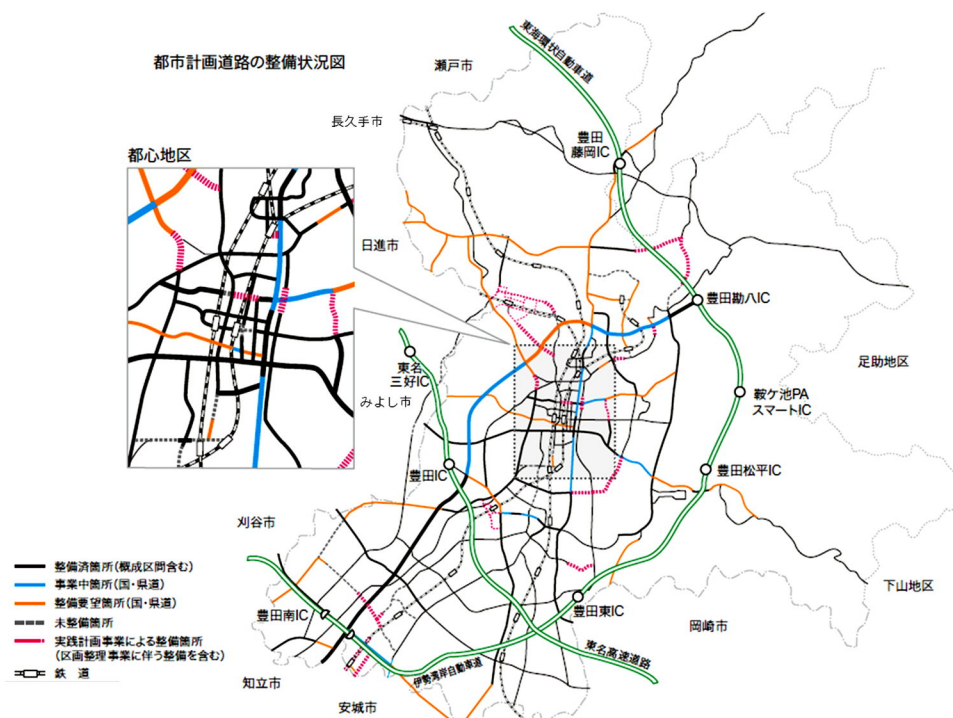 都市計画道路の整備状況図
瀬戸市
東海環状自動車道
長久手市
豊田
藤岡IC
都心地区
日進市
豊田勘八IC
足助地区
東名
三好IC
みよし市
鞍ケ池PA
スマートIC
豊田IC
豊田松平IC
刈谷市
整備済箇所(概成区間含む)
事業中箇所(国・県道)
整備要望箇所(国・県道)
未整備箇所
実践計画事業による整備箇所
(区画整理事業に伴う整備を含む)
鉄 道
豊田南IC
豊田東IC
下山地区
岡崎市
東名高速道路
伊勢湾岸自動車道
知立市
安城市